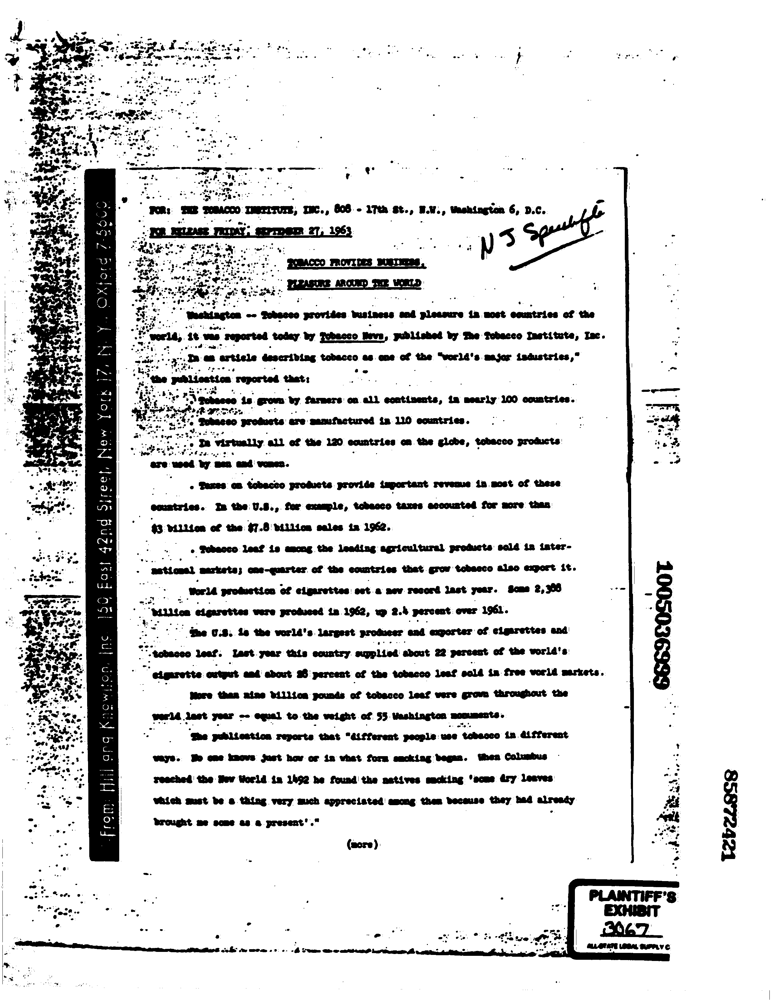 FOR: THE TOBACCO INSTITUTE, INC., 808 - 17th St., N.W., Washington 6, D.C.
FOR RELEASE FRIDAY, SEPTEMBER 27, 1963
N J
TOBACCO PROVIDES BUSINESS,
PLEASURE AROUND THE WORLD
Washington -- Tobacco provides business and pleasure in most countries of the
world, it was reported today by Tobacco News, published by The Tobacco Institute, Inc.
In an article describing tobacco as one of the "world's major industries,"
the publication reported that:
. Tobacco is grown by farmers on all continents, in nearly 100 countries.
. Tobacco products are manufactured in 110 countries.
. In virtually all of the 120 countries on the globe, tobacco products
are used by men and women.
. Taxes on tobacco products provide important revenue in most of these
countries. In the U.S., for example, tobacco taxes accounted for more than
$3 billion of the $7.8 billion sales in 1962.
. Tobacco leaf is among the leading agricultural products sold in inter-
national markets; one-quarter of the countries that grow tobacco also export it.
World production of cigarettes set a new record last year. Some 2,388
billion cigarettes were produced in 1962, up 2.4 percent over 1961.
The U.S. is the world's largest producer and exporter of cigarettes and
tobacco leaf. Last year this country supplied about 22 percent of the world's
cigarette output and about 28 percent of the tobacco leaf sold in free world markets.
More than nine billion pounds of tobacco leaf were grown throughout the
world last year -- equal to the weight of 55 Washington monuments.
The publication reports that "different people use tobacco in different
ways. No one knows just how or in what form smoking began. When Columbus
reached the New World in 1492 he found the natives smoking 'some dry leaves
which must be a thing very much appreciated among them because they had already
brought me some as a present'."
(more)
From Hill and Knowlton Inc. 150 East 42nd Street, New York 17, N. Y. OXford 7-5600
1005036999
85872421
PLAINTIFF'S
EXHIBIT
3067
ALL-STATE LEGAL SUPPLY C